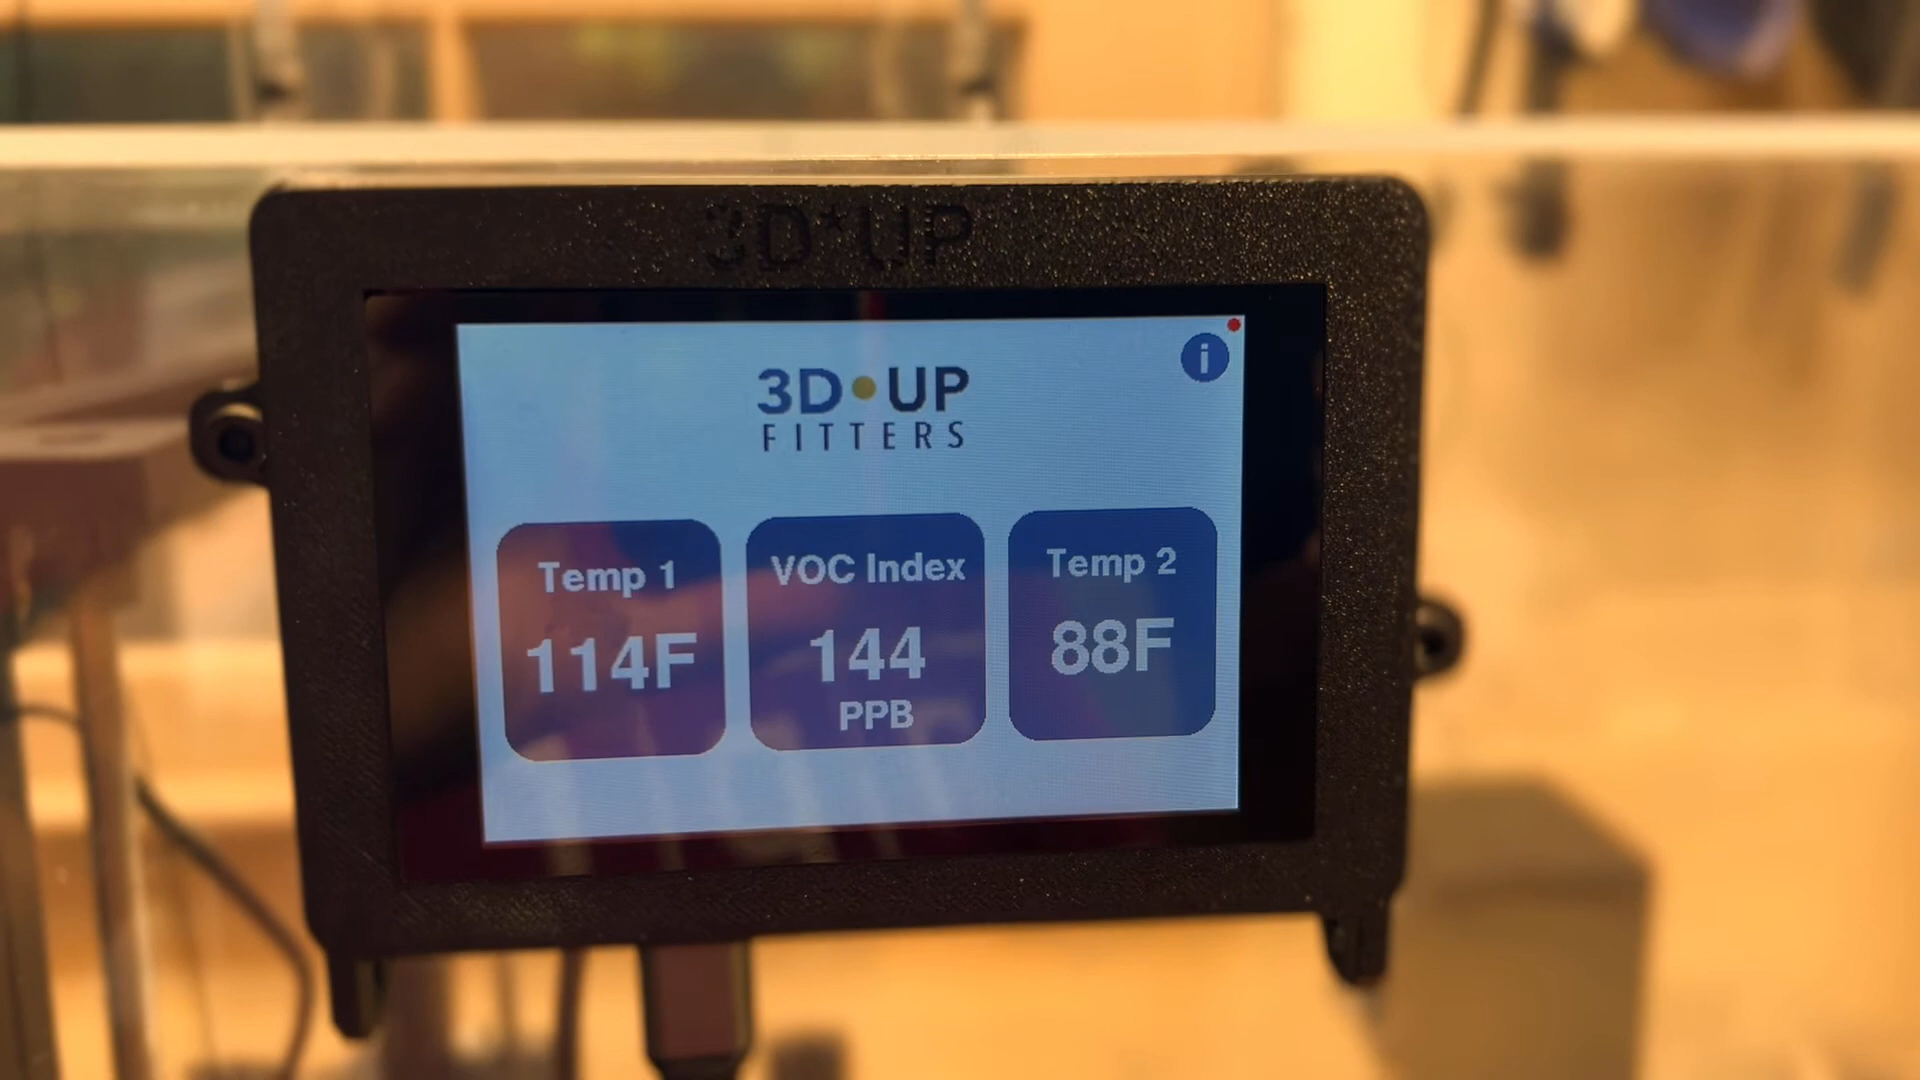 3D*UP
i
3D•UP
FITTERS
Temp 1
114F
VOC Index
144
PPB
Temp 2
88F